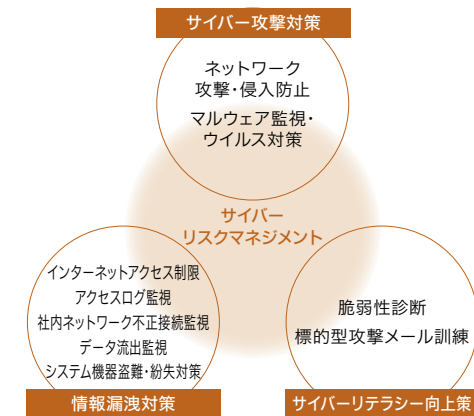 サイバー攻撃対策
ネットワーク
攻撃・侵入防止
マルウェア監視・
ウイルス対策
サイバー
リスクマネジメント
インターネットアクセス制限
アクセスログ監視
社内ネットワーク不正接続監視
データ流出監視
システム機器盗難・紛失対策
情報漏洩対策
脆弱性診断
標的型攻撃メール訓練
サイバーリテラシー向上策